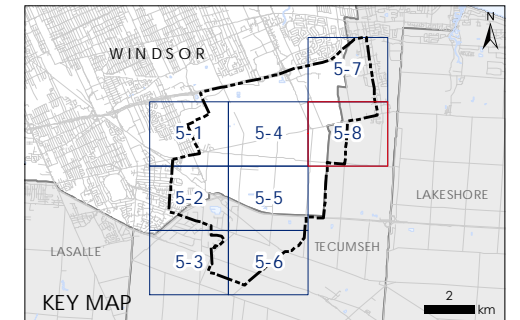 N
WINDSOR
5-7
5-1
5-4
5-8
5-2
5-5
LAKESHORE
LASALLE
TECUMSEH
5-3
5-6
KEY MAP
2
km